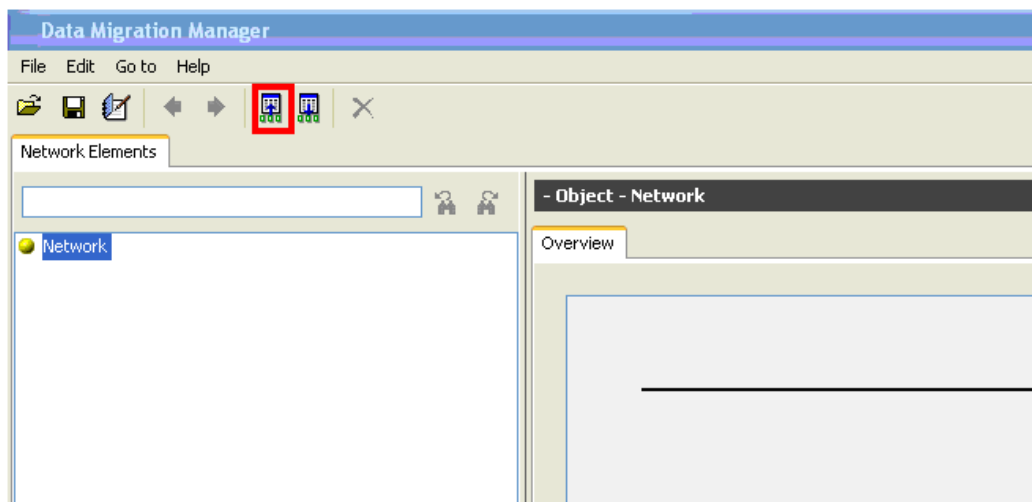 Data Migration Manager
File Edit Go to Help
Network Elements
- Object - Network
Network
Overview